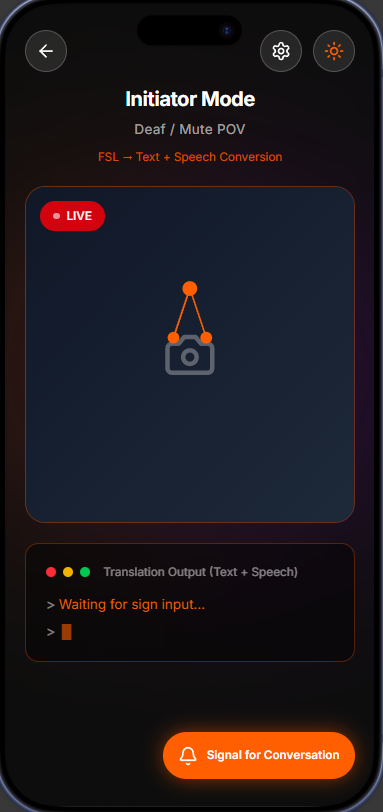 Initiator Mode
Deaf / Mute POV
FSL → Text + Speech Conversion
LIVE
Translation Output (Text + Speech)
> Waiting for sign input...
>
Signal for Conversation